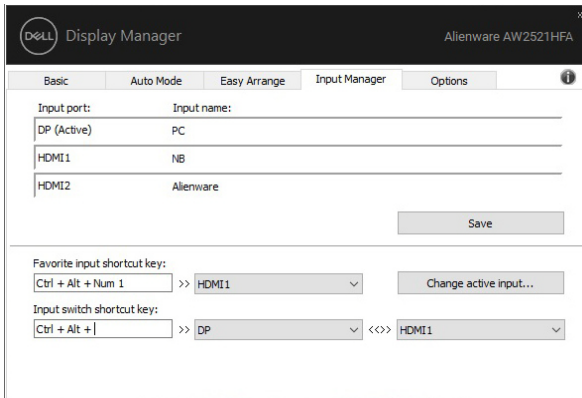 DELL Display Manager Alienware AW2521HFA
Basic Auto Mode Easy Arrange Input Manager Options
Input port: Input name:
DP (Active) PC
HDMI1 NB
HDMI2 Alienware
Save
Favorite input shortcut key:
Ctrl + Alt + Num 1 >> HDMI1 Change active input...
Input switch shortcut key:
Ctrl + Alt + >> DP <<>> HDMI1